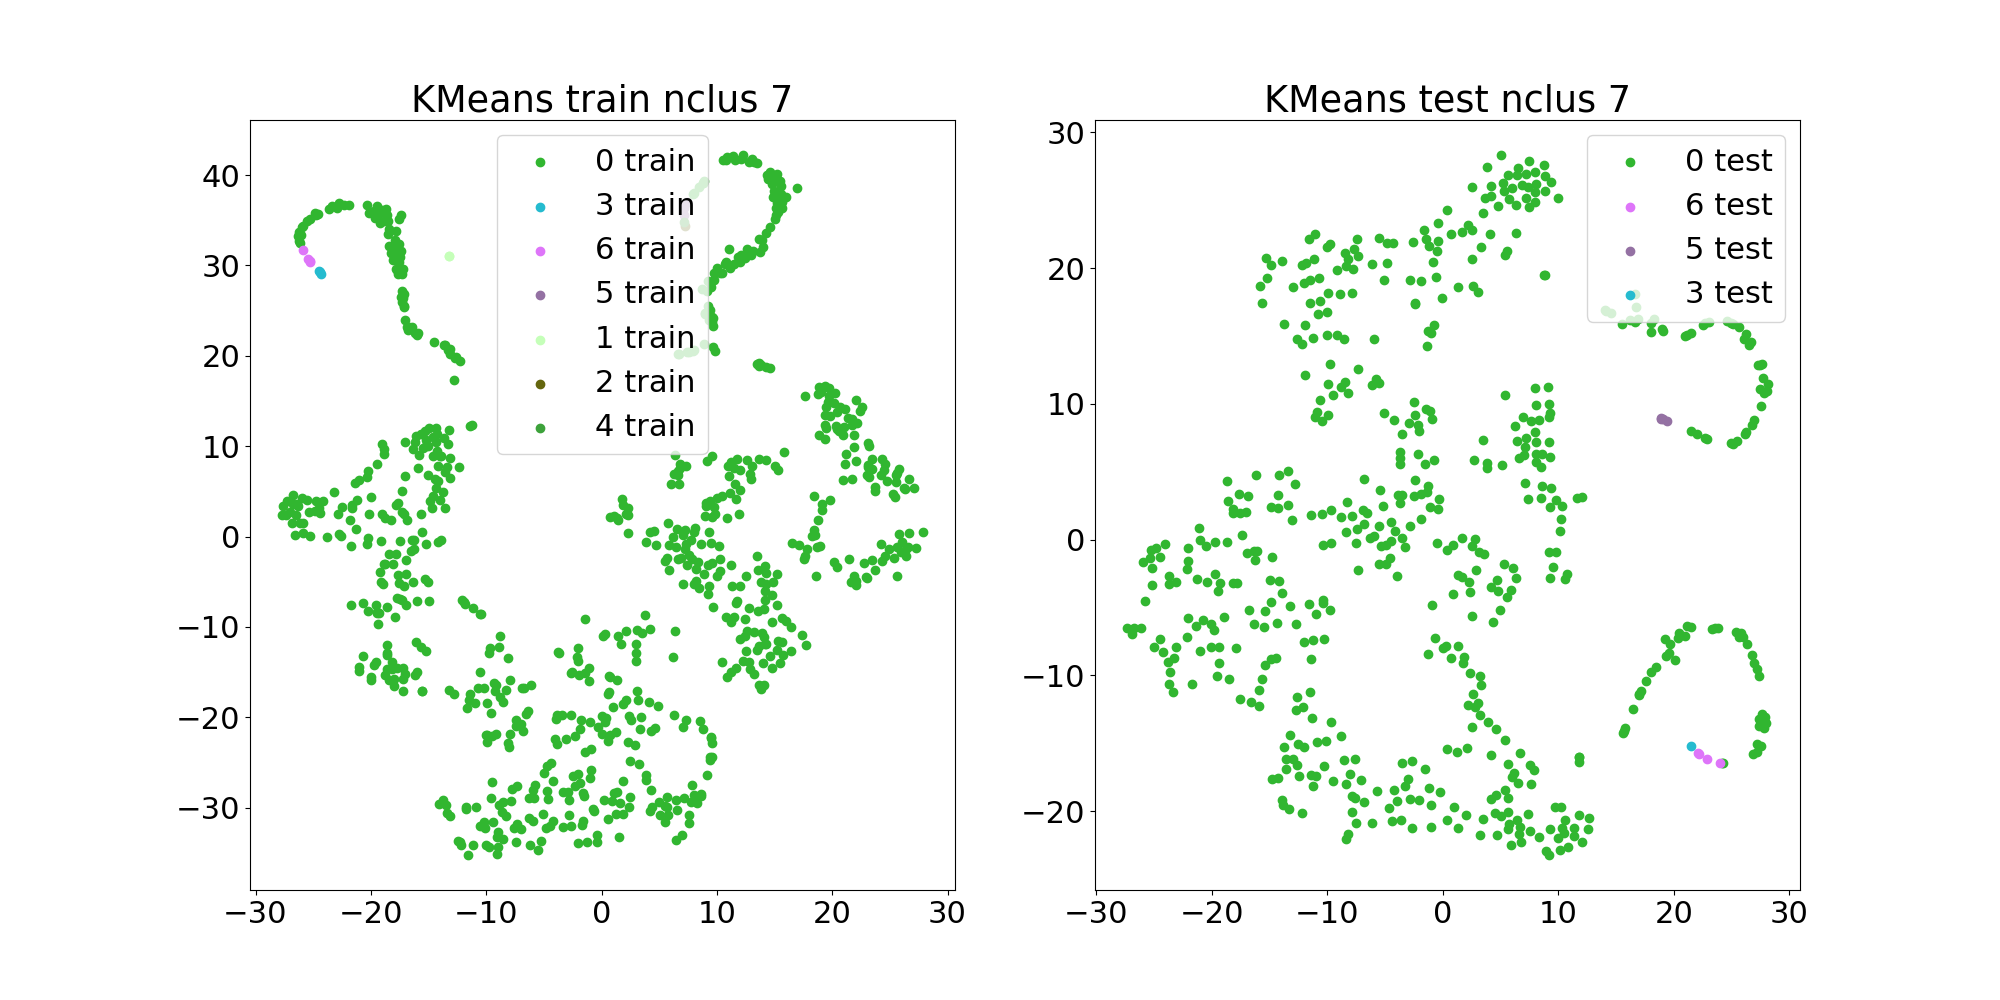 KMeans train nclus 7
40
30
20
10
0
−10
−20
−30
−30 −20 −10 0 10 20 30
0 train
3 train
6 train
5 train
1 train
2 train
4 train
KMeans test nclus 7
30
20
10
0
−10
−20
−30 −20 −10 0 10 20 30
0 test
6 test
5 test
3 test